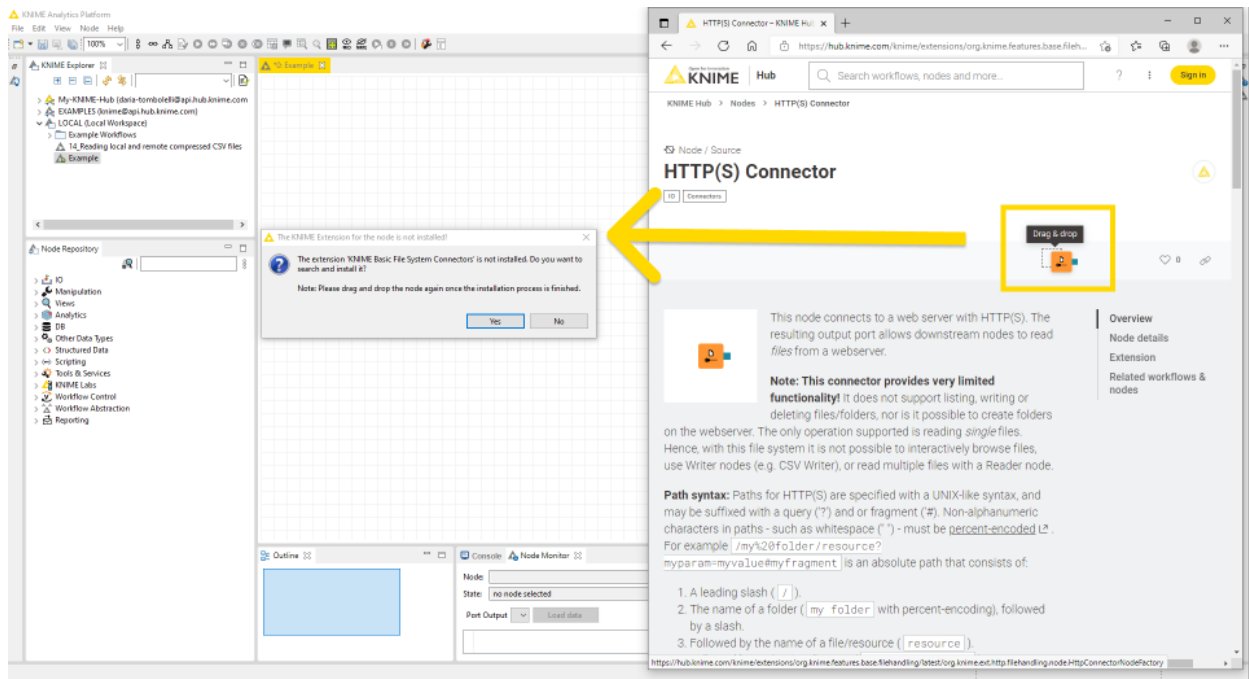 KNIME Analytics Platform
File Edit View Node Help
100%
KNIME Explorer
My-KNIME-Hub (daria-tombolelli@api.hub.knime.com
EXAMPLES (knime@api.hub.knime.com)
LOCAL (Local Workspace)
Example Workflows
14_Reading local and remote compressed CSV files
Example
Node Repository
IO
Manipulation
Views
Analytics
DB
Other Data Types
Structured Data
Scripting
Tools & Services
KNIME Labs
Workflow Control
Workflow Abstraction
Reporting
*0: Example
The KNIME Extension for the node is not installed!
The extension 'KNIME Basic File System Connectors' is not installed. Do you want to
search and install it?
Note: Please drag and drop the node again once the installation process is finished.
Yes No
Outline
Console Node Monitor
Node:
State: no node selected
Port Output Load data
HTTP(S) Connector – KNIME Hub
https://hub.knime.com/knime/extensions/org.knime.features.base.fileh...
Open for Innovation
KNIME Hub Search workflows, nodes and more... ? Sign in
KNIME Hub > Nodes > HTTP(S) Connector
Node / Source
HTTP(S) Connector
IO Connectors
Drag & drop
0
This node connects to a web server with HTTP(S). The
resulting output port allows downstream nodes to read
files from a webserver.
Note: This connector provides very limited
functionality! It does not support listing, writing or
deleting files/folders, nor is it possible to create folders
on the webserver. The only operation supported is reading single files.
Hence, with this file system it is not possible to interactively browse files,
use Writer nodes (e.g. CSV Writer), or read multiple files with a Reader node.
Path syntax: Paths for HTTP(S) are specified with a UNIX-like syntax, and
may be suffixed with a query ('?') and or fragment ('#). Non-alphanumeric
characters in paths - such as whitespace (" ") - must be percent-encoded .
For example /my%20folder/resource?
myparam=myvalue#myfragment is an absolute path that consists of:
1. A leading slash ( / ).
2. The name of a folder ( my folder with percent-encoding), followed
by a slash.
3. Followed by the name of a file/resource ( resource ).
Overview
Node details
Extension
Related workflows &
nodes
https://hub.knime.com/knime/extensions/org.knime.features.base.filehandling/latest/org.knime.ext.http.filehandling.node.HttpConnectorNodeFactory